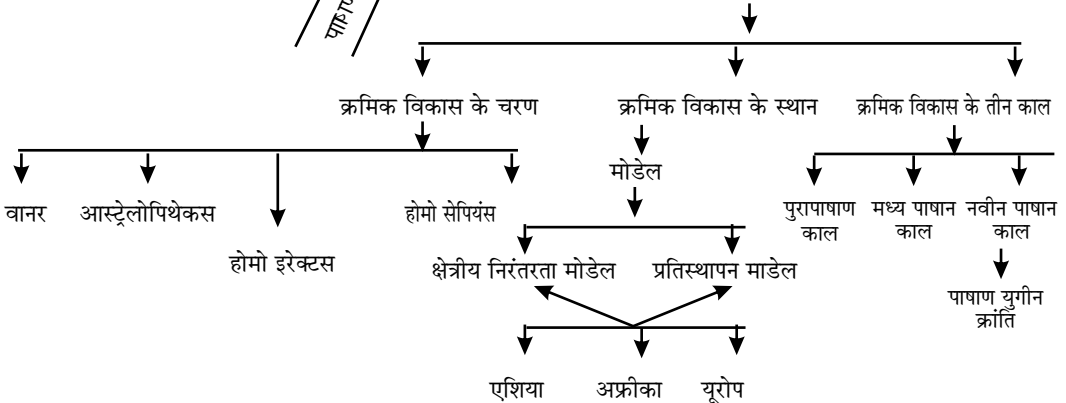 क्रमिक विकास के चरण
क्रमिक विकास के स्थान
क्रमिक विकास के तीन काल
मोडेल
वानर
आस्ट्रेलोपिथेकस
होमो इरेक्टस
होमो सेपियंस
पुरापाषाण
काल
मध्य पाषान
काल
नवीन पाषान
काल
क्षेत्रीय निरंतरता मोडेल
प्रतिस्थापन माडेल
पाषाण युगीन
क्रांति
एशिया
अफ्रीका
यूरोप